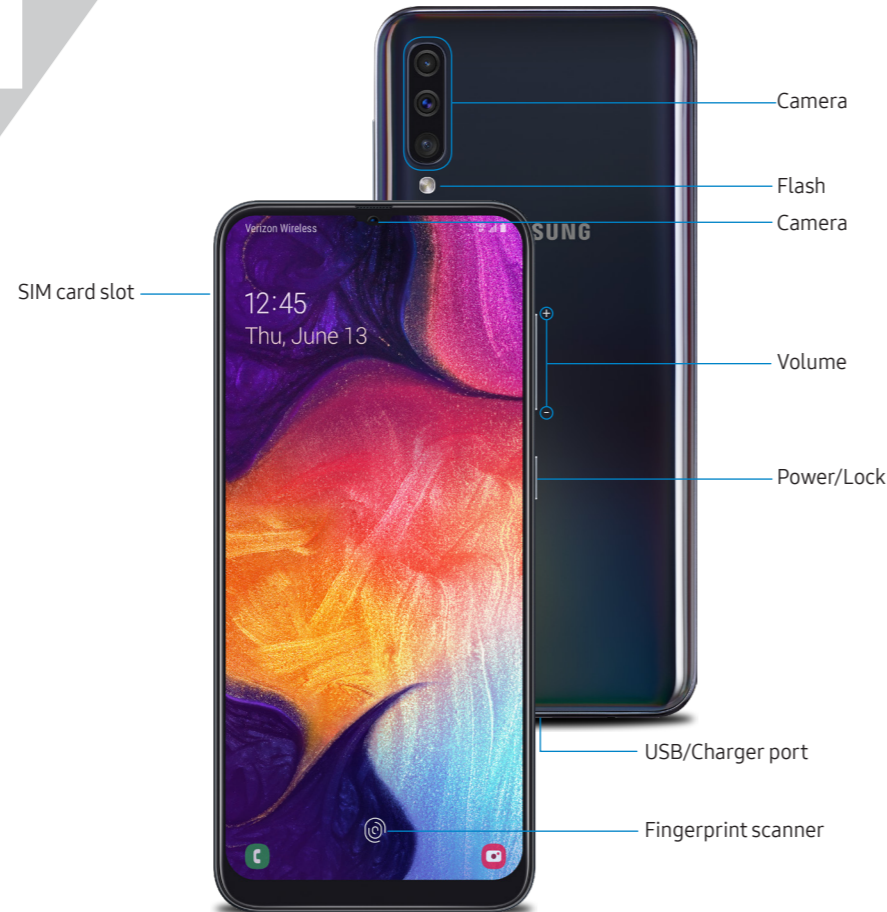 Camera
Flash
Camera
Verizon Wireless
SUNG
SIM card slot
12:45
Thu, June 13
+
Volume
-
Power/Lock
USB/Charger port
Fingerprint scanner